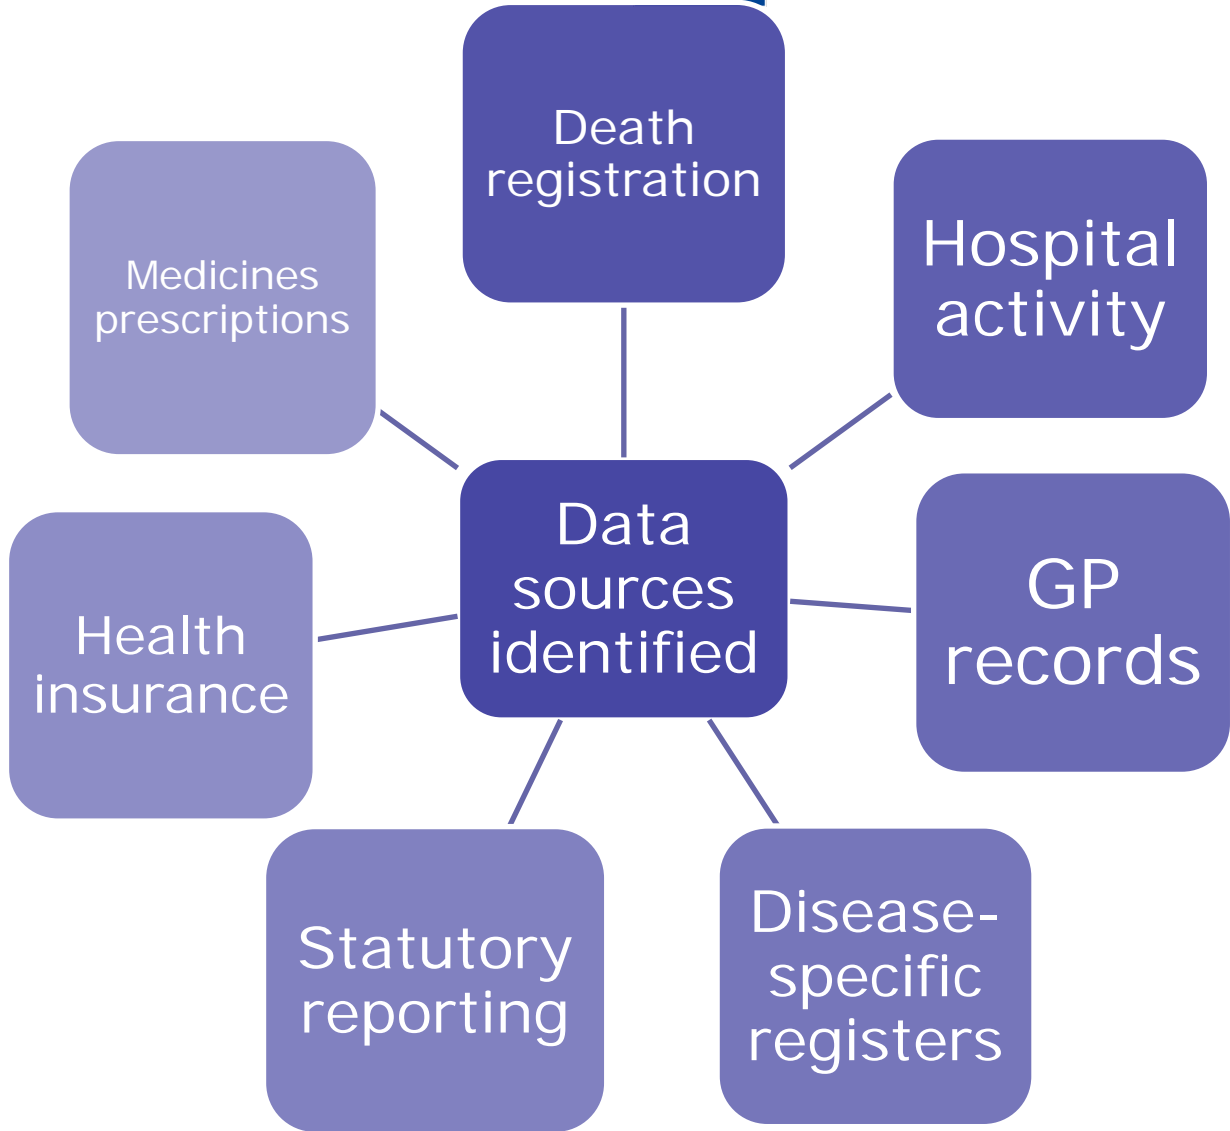 Death
registration
Hospital
activity
Medicines
prescriptions
Data
sources
identified
GP
records
Health
insurance
Statutory
reporting
Disease-
specific
registers